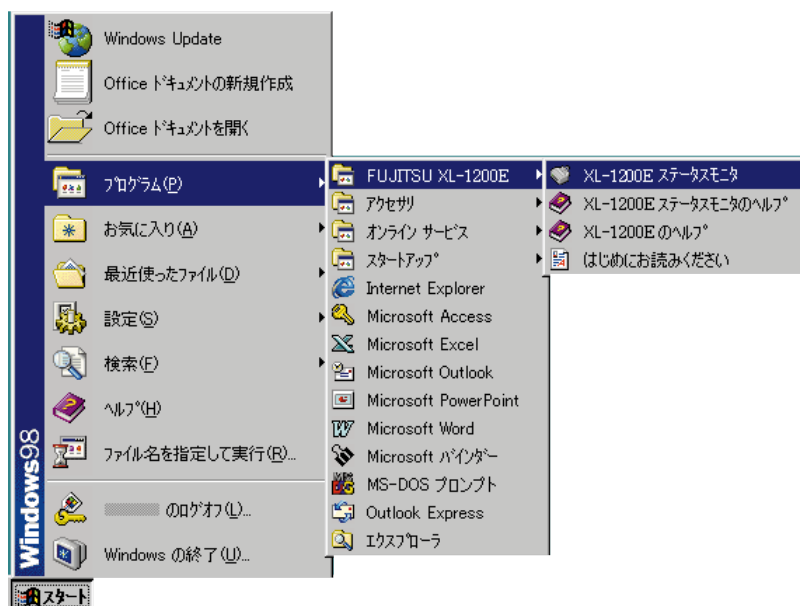 Windows Update
Office ﾄﾞｷｭﾒﾝﾄの新規作成
Office ﾄﾞｷｭﾒﾝﾄを開く
ﾌﾟﾛｸﾞﾗﾑ(P)
お気に入り(A)
最近使ったﾌｧｲﾙ(D)
設定(S)
検索(F)
ﾍﾙﾌﾟ(H)
ﾌｧｲﾙ名を指定して実行(R)...
のﾛｸﾞｵﾌ(L)...
Windows の終了(U)...
Windows98
スタート
FUJITSU XL-1200E
ｱｸｾｻﾘ
ｵﾝﾗｲﾝ ｻｰﾋﾞｽ
ｽﾀｰﾄｱｯﾌﾟ
Internet Explorer
Microsoft Access
Microsoft Excel
Microsoft Outlook
Microsoft PowerPoint
Microsoft Word
Microsoft ﾊﾞｲﾝﾀﾞｰ
MS-DOS プロンプト
Outlook Express
ｴｸｽﾌﾟﾛｰﾗ
XL-1200E ｽﾃｰﾀｽﾓﾆﾀ
XL-1200E ｽﾃｰﾀｽﾓﾆﾀのﾍﾙﾌﾟ
XL-1200E のﾍﾙﾌﾟ
はじめにお読みください